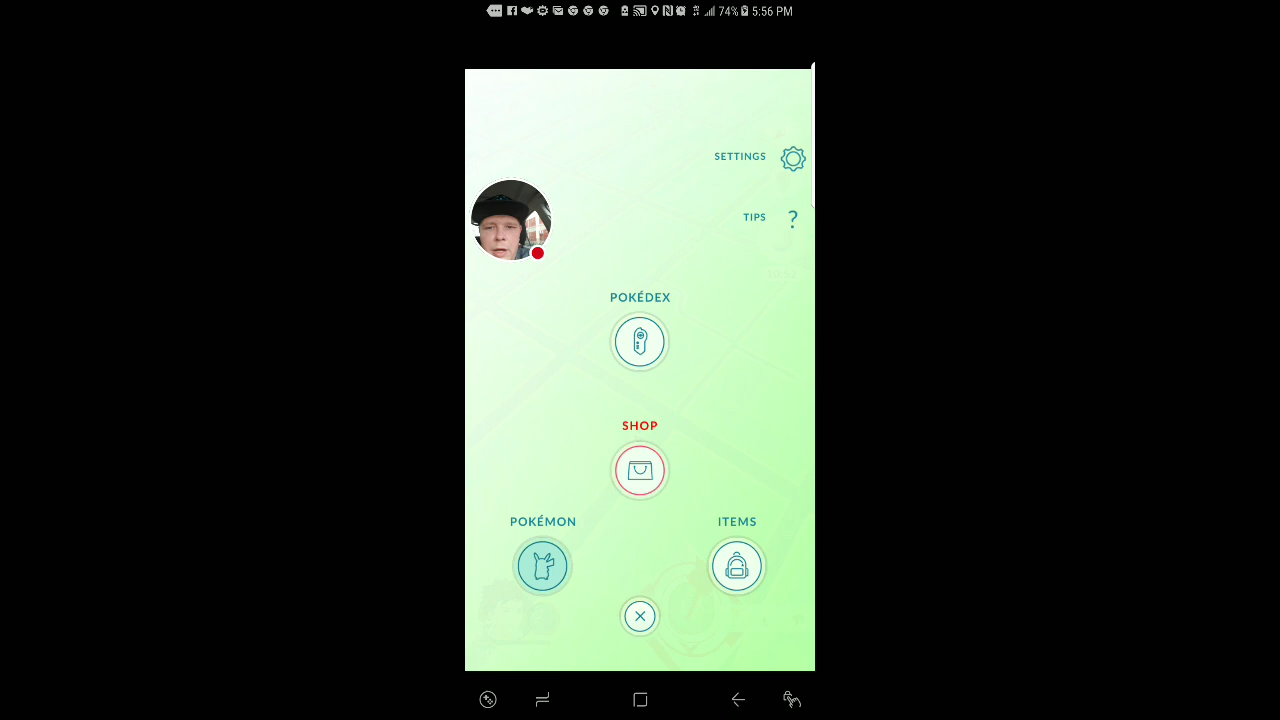 74% 5:56 PM
SETTINGS
TIPS
?
POKÉDEX
SHOP
POKÉMON
ITEMS